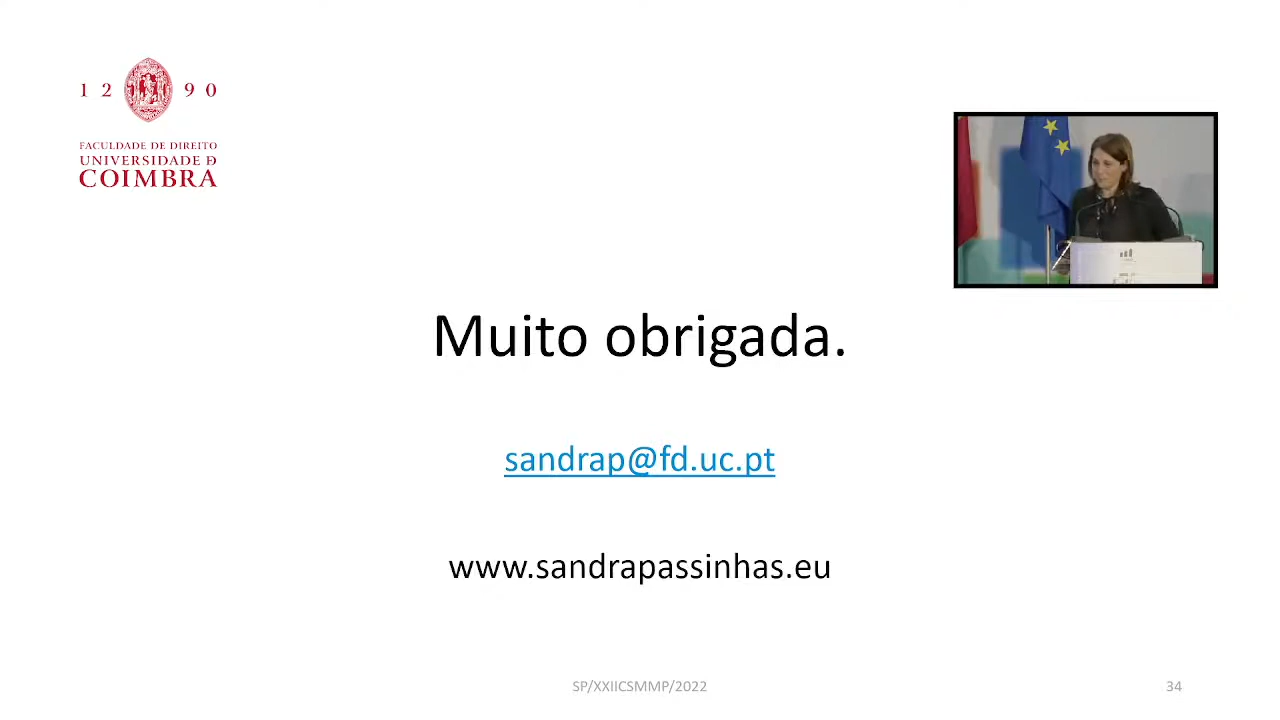 1 2 9 0
FACULDADE DE DIREITO
UNIVERSIDADE Ð
COIMBRA
Muito obrigada.
sandrap@fd.uc.pt
www.sandrapassinhas.eu
SP/XXIICSMMP/2022
34